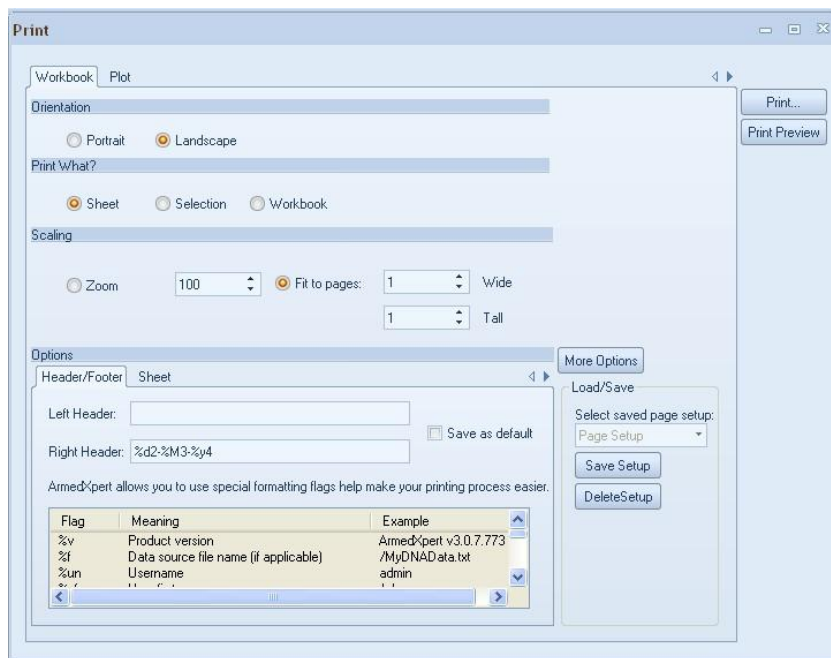 Print
Workbook Plot
Print...
Print Preview
Orientation
Portrait Landscape
Print What?
Sheet Selection Workbook
Scaling
Zoom 100 Fit to pages: 1 Wide
1 Tall
Options
More Options
Header/Footer Sheet
Load/Save
Left Header:
Save as default
Select saved page setup:
Page Setup
Right Header: %d2-%M3-%y4
Save Setup
ArmedXpert allows you to use special formatting flags help make your printing process easier.
DeleteSetup
Flag Meaning Example
%v Product version ArmedXpert v3.0.7.773
%f Data source file name (if applicable) /MyDNAData.txt
%un Username admin